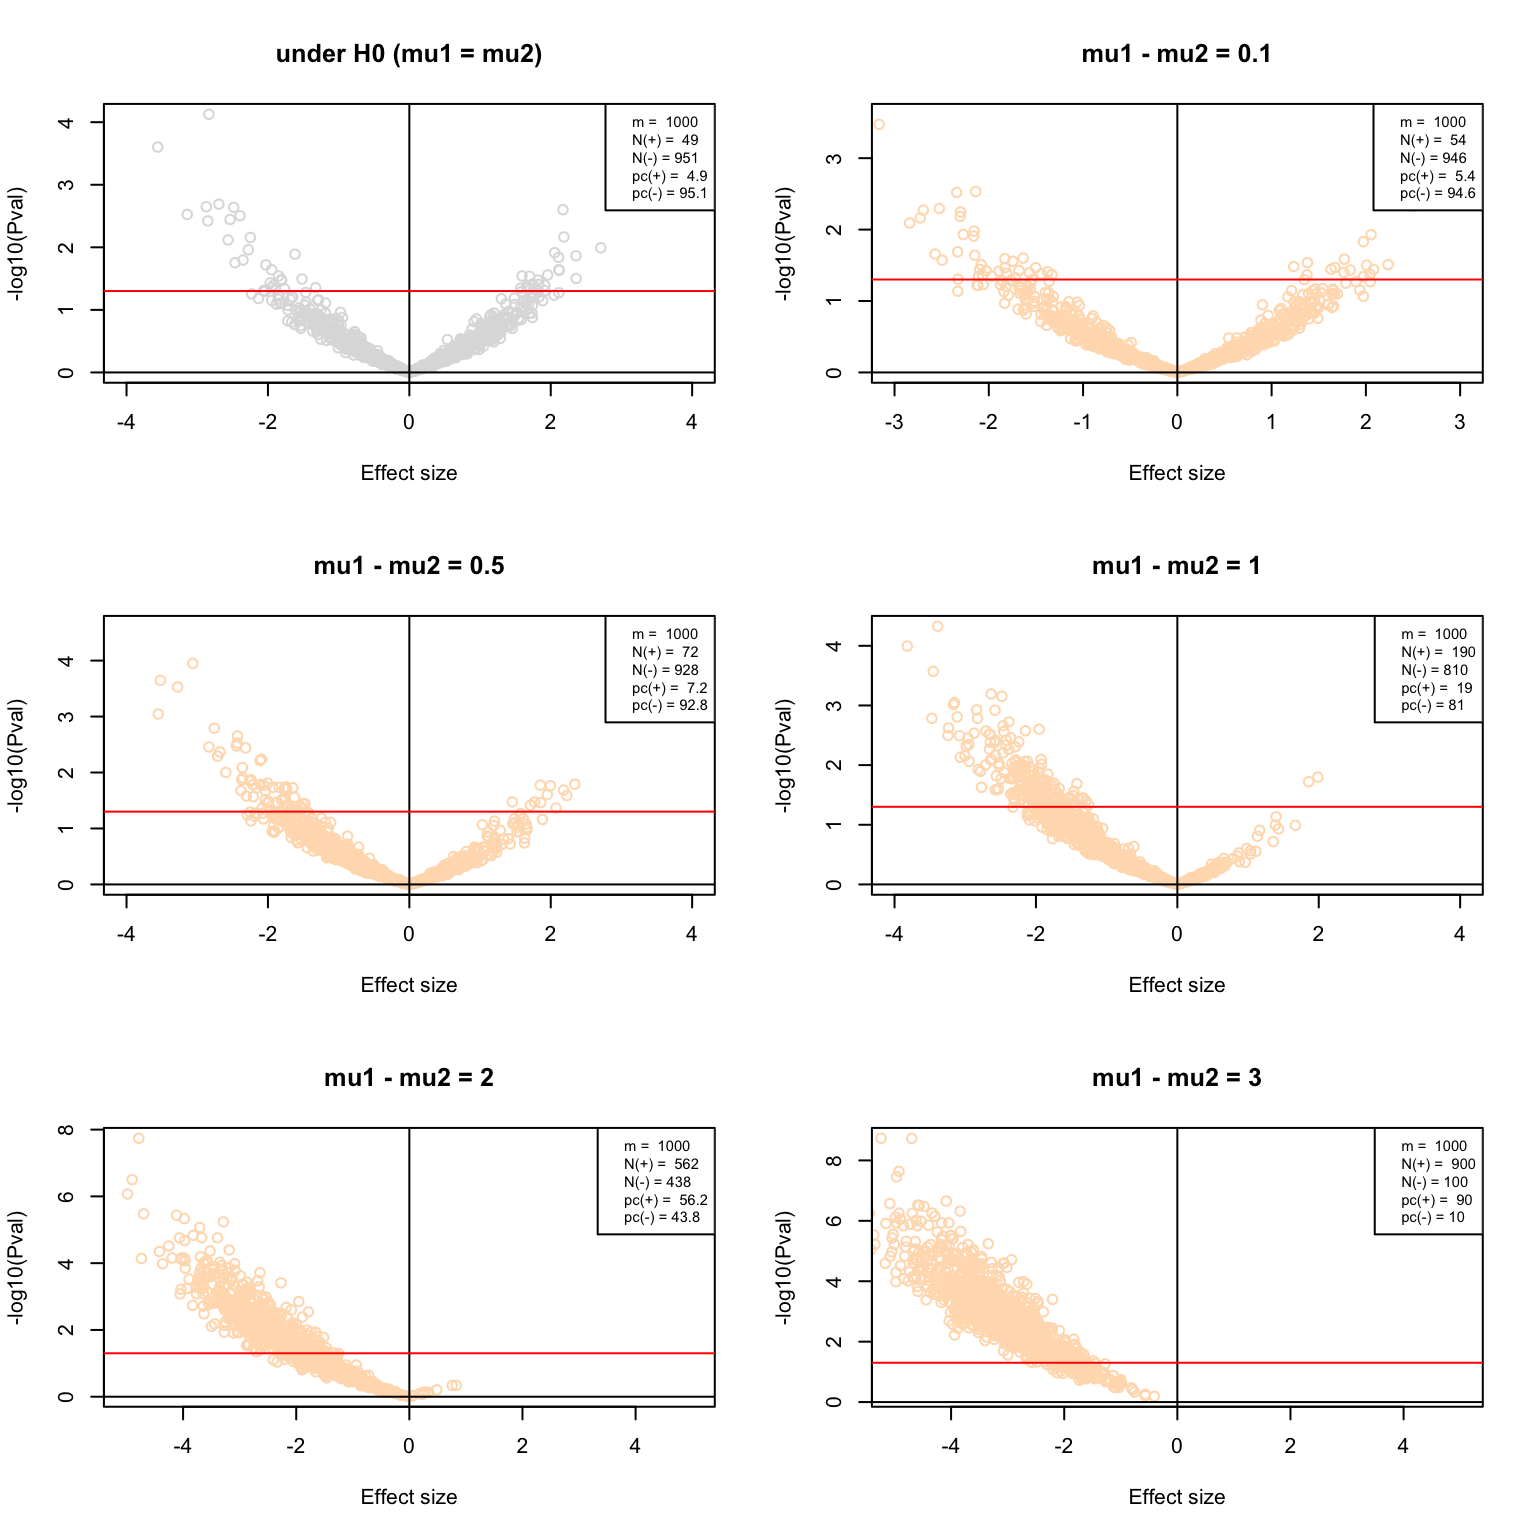 under H0 (mu1 = mu2)
-log10(Pval)
4
3
2
1
0
m = 1000
N(+) = 49
N(-) = 951
pc(+) = 4.9
pc(-) = 95.1
-4 -2 0 2 4
Effect size
mu1 - mu2 = 0.1
-log10(Pval)
3
2
1
0
m = 1000
N(+) = 54
N(-) = 946
pc(+) = 5.4
pc(-) = 94.6
-3 -2 -1 0 1 2 3
Effect size
mu1 - mu2 = 0.5
-log10(Pval)
4
3
2
1
0
m = 1000
N(+) = 72
N(-) = 928
pc(+) = 7.2
pc(-) = 92.8
-4 -2 0 2 4
Effect size
mu1 - mu2 = 1
-log10(Pval)
4
3
2
1
0
m = 1000
N(+) = 190
N(-) = 810
pc(+) = 19
pc(-) = 81
-4 -2 0 2 4
Effect size
mu1 - mu2 = 2
-log10(Pval)
8
6
4
2
0
m = 1000
N(+) = 562
N(-) = 438
pc(+) = 56.2
pc(-) = 43.8
-4 -2 0 2 4
Effect size
mu1 - mu2 = 3
-log10(Pval)
8
6
4
2
0
m = 1000
N(+) = 900
N(-) = 100
pc(+) = 90
pc(-) = 10
-4 -2 0 2 4
Effect size